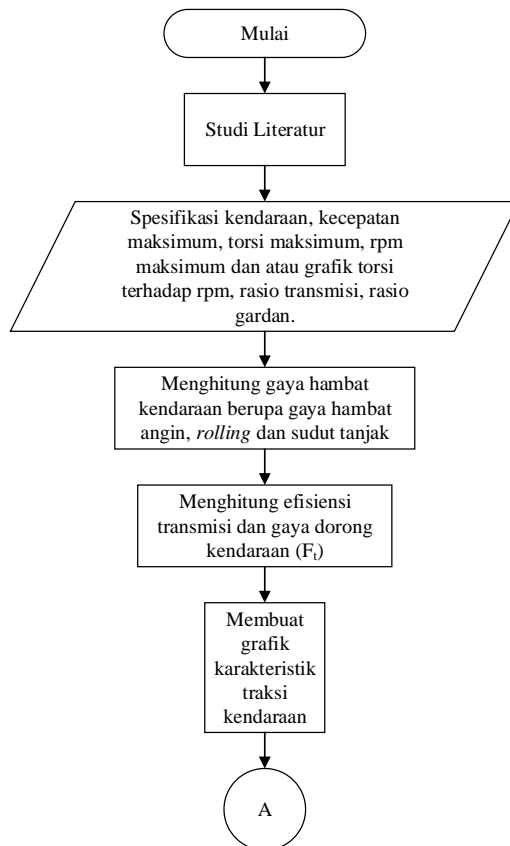 Mulai
Studi Literatur
Spesifikasi kendaraan, kecepatan
maksimum, torsi maksimum, rpm
maksimum dan atau grafik torsi
terhadap rpm, rasio transmisi, rasio
gardan.
Menghitung gaya hambat
kendaraan berupa gaya hambat
angin, rolling dan sudut tanjak
Menghitung efisiensi
transmisi dan gaya dorong
kendaraan (Fₜ)
Membuat
grafik
karakteristik
traksi
kendaraan
A